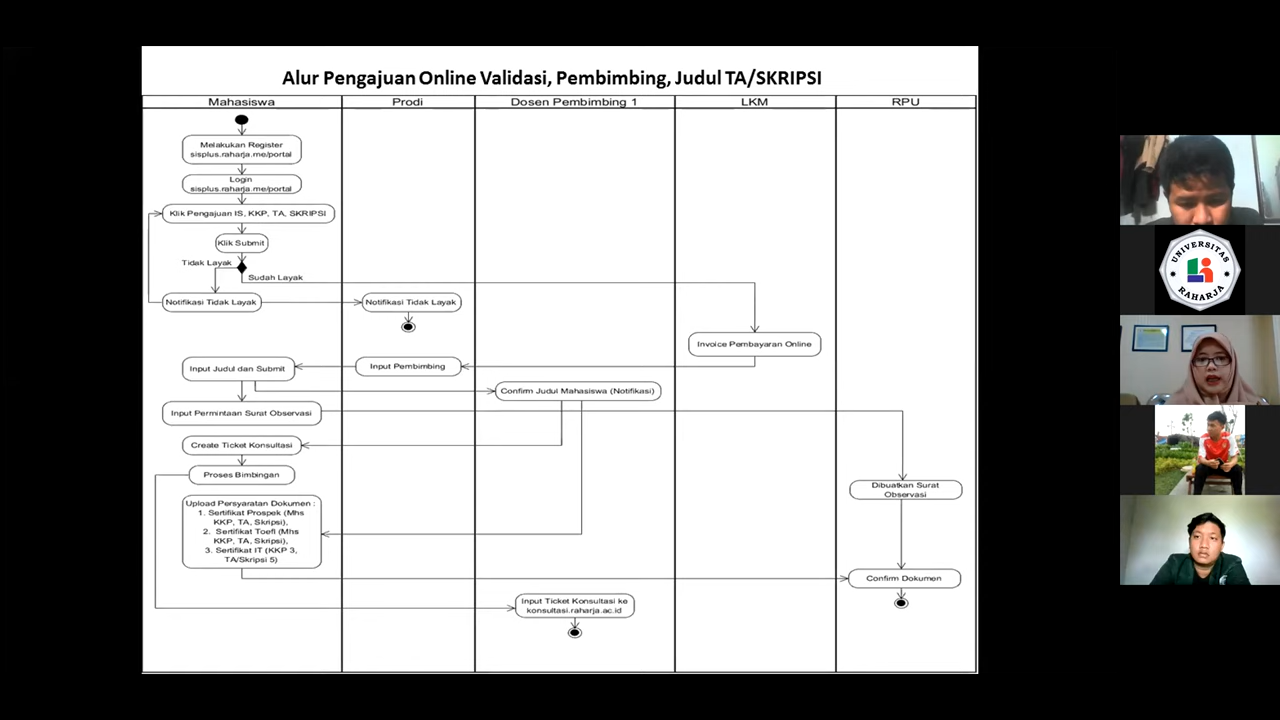 Alur Pengajuan Online Validasi, Pembimbing, Judul TA/SKRIPSI
Mahasiswa
Prodi
Dosen Pembimbing 1
LKM
RPU
Melakukan Register
sisplus.raharja.me/portal
Login
sisplus.raharja.me/portal
Klik Pengajuan IS, KKP, TA, SKRIPSI
Klik Submit
Tidak Layak
Sudah Layak
Notifikasi Tidak Layak
Notifikasi Tidak Layak
Invoice Pembayaran Online
Input Judul dan Submit
Input Pembimbing
Confirm Judul Mahasiswa (Notifikasi)
Input Permintaan Surat Observasi
Create Ticket Konsultasi
Proses Bimbingan
Dibuatkan Surat
Observasi
Upload Persyaratan Dokumen :
1. Sertifikat Prospek (Mhs
KKP, TA, Skripsi),
2. Sertifikat Toefl (Mhs
KKP, TA, Skripsi),
3. Sertifikat IT (KKP 3,
TA/Skripsi 5)
Confirm Dokumen
Input Ticket Konsultasi ke
konsultasi.raharja.ac.id
UNIVERSITAS
RAHARJA